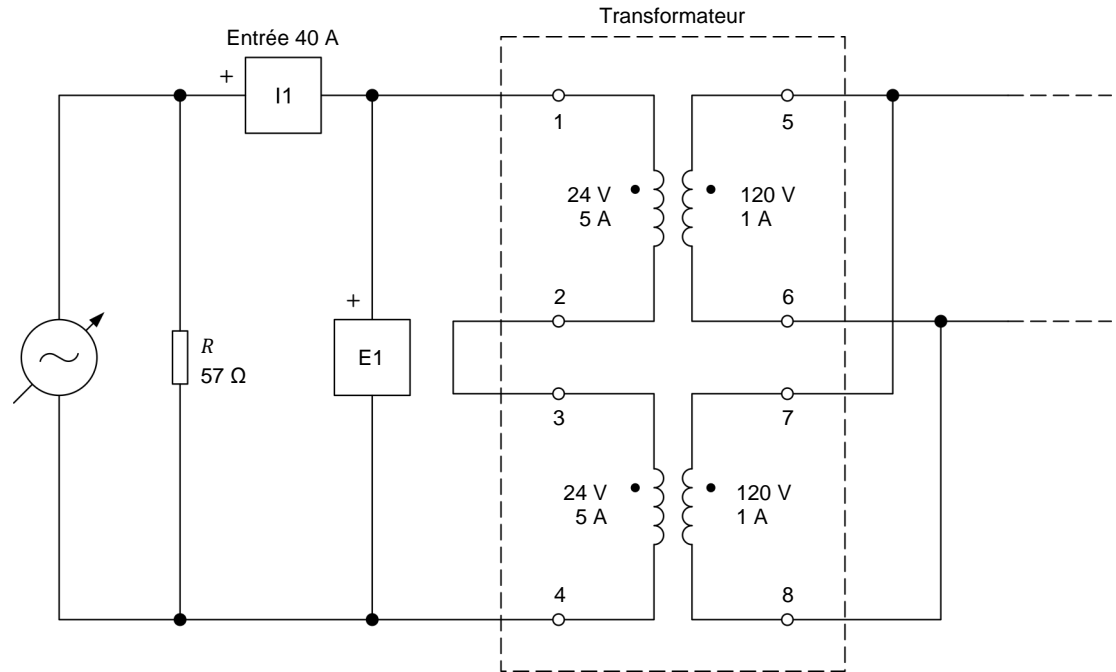 Transformateur
Entrée 40 A
+
I1
1
5
24 V
5 A
120 V
1 A
2
6
+
E1
R
57 Ω
3
7
24 V
5 A
120 V
1 A
4
8